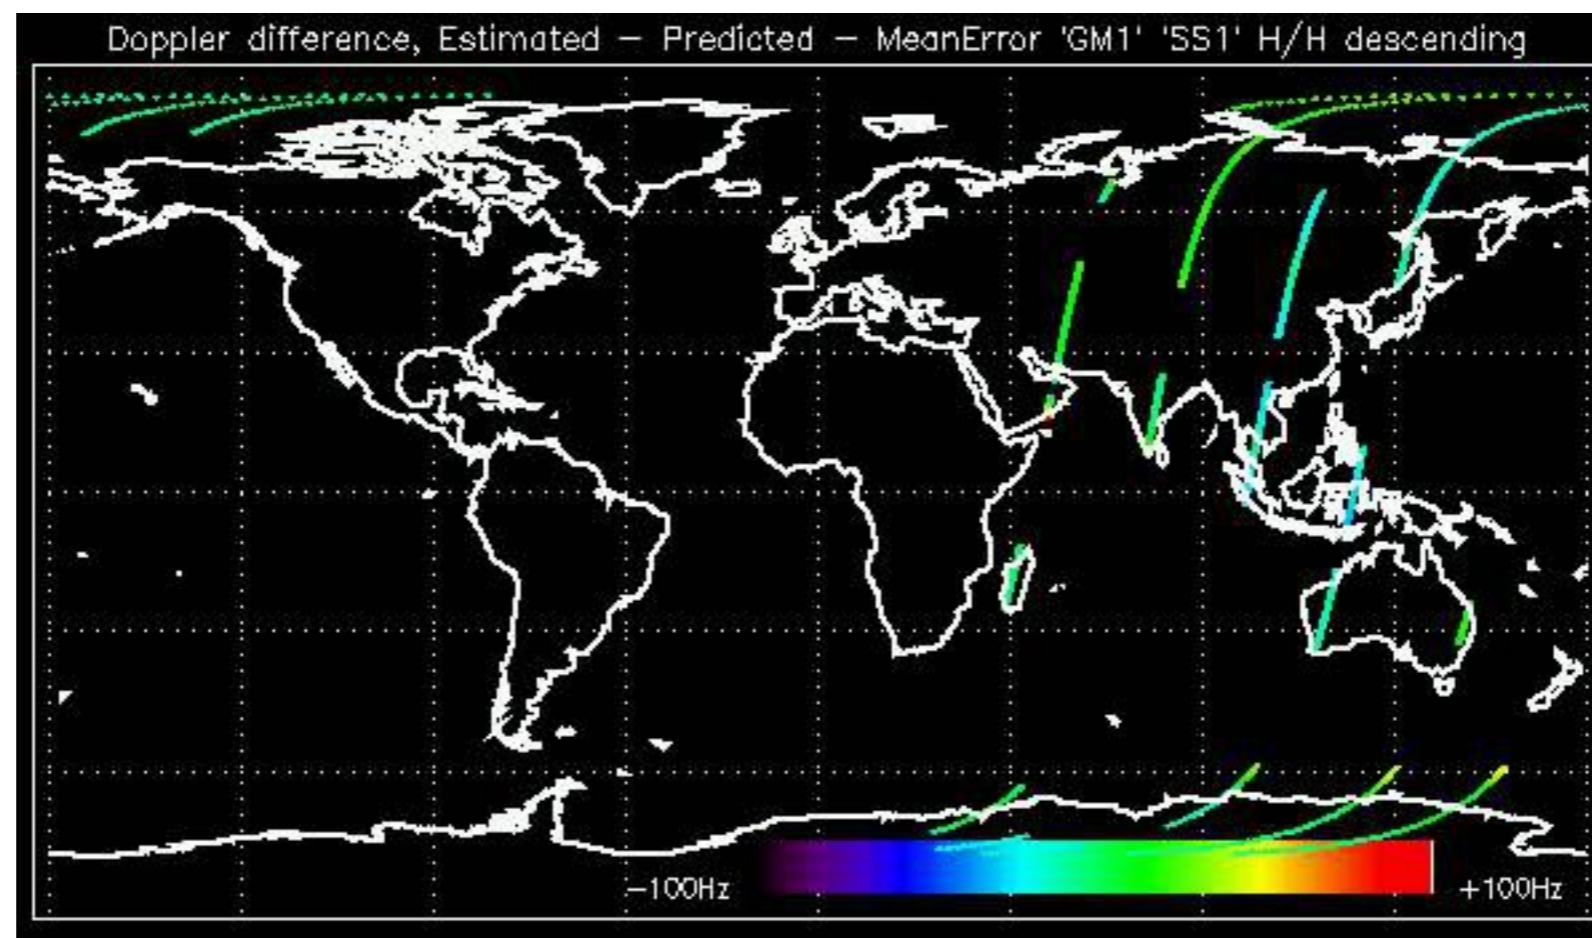 Doppler difference, Estimated – Predicted – MeanError 'GM1' 'SS1' H/H descending
–100Hz
+100Hz